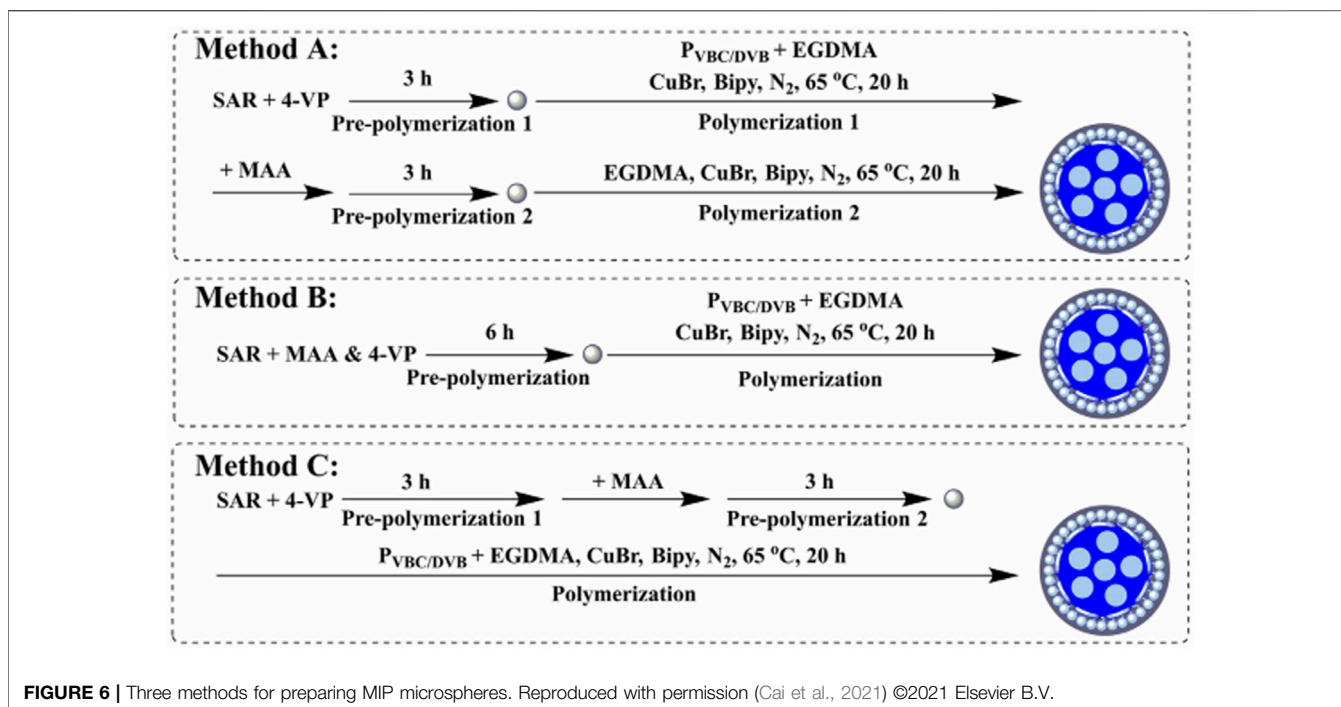 Method A:
P_VBC/DVB + EGDMA
3 h
CuBr, Bipy, N₂, 65 °C, 20 h
SAR + 4-VP
Pre-polymerization 1
Polymerization 1
+ MAA
3 h
EGDMA, CuBr, Bipy, N₂, 65 °C, 20 h
Pre-polymerization 2
Polymerization 2
Method B:
P_VBC/DVB + EGDMA
6 h
CuBr, Bipy, N₂, 65 °C, 20 h
SAR + MAA & 4-VP
Pre-polymerization
Polymerization
Method C:
3 h
+ MAA
3 h
SAR + 4-VP
Pre-polymerization 1
Pre-polymerization 2
P_VBC/DVB + EGDMA, CuBr, Bipy, N₂, 65 °C, 20 h
Polymerization
FIGURE 6 | Three methods for preparing MIP microspheres. Reproduced with permission (Cai et al., 2021) ©2021 Elsevier B.V.